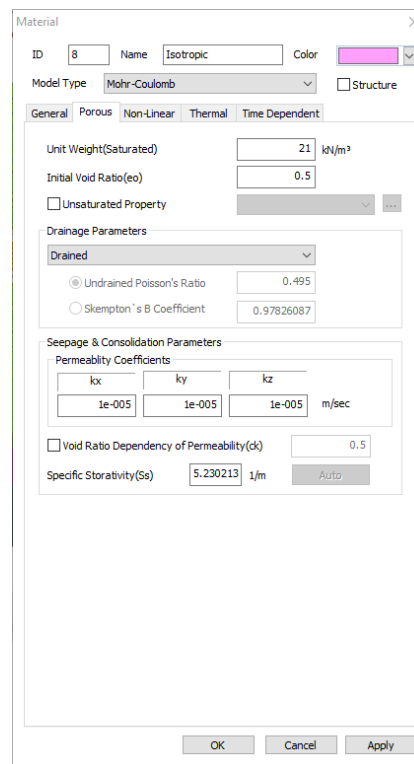 Material
ID 8 Name Isotropic Color
Model Type Mohr-Coulomb Structure
General Porous Non-Linear Thermal Time Dependent
Unit Weight(Saturated) 21 kN/m³
Initial Void Ratio(eo) 0.5
Unsaturated Property ...
Drainage Parameters
Drained
Undrained Poisson's Ratio 0.495
Skempton`s B Coefficient 0.97826087
Seepage & Consolidation Parameters
Permeablity Coefficients
kx ky kz
1e-005 1e-005 1e-005 m/sec
Void Ratio Dependency of Permeability(ck) 0.5
Specific Storativity(Ss) 5.230213 1/m Auto
OK Cancel Apply